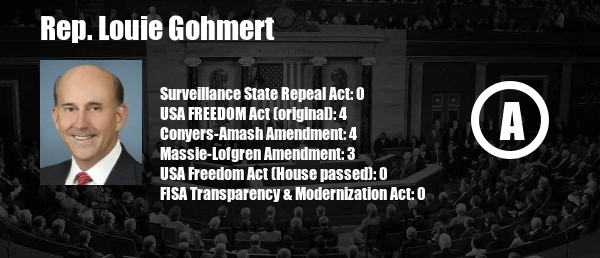 Rep. Louie Gohmert
Surveillance State Repeal Act: 0
USA FREEDOM Act (original): 4
Conyers-Amash Amendment: 4
Massie-Lofgren Amendment: 3
USA Freedom Act (House passed): 0
FISA Transparency & Modernization Act: 0
A